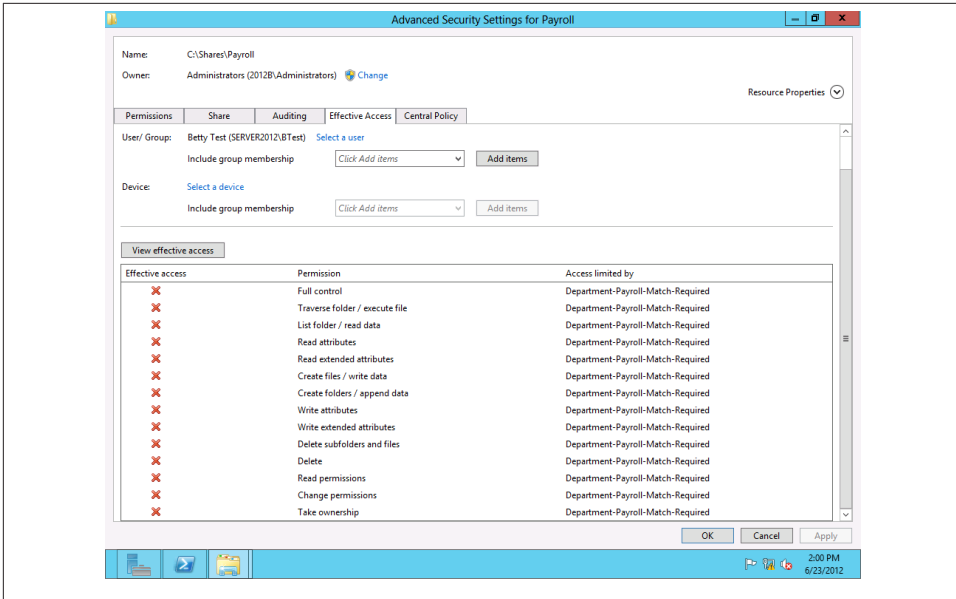 Advanced Security Settings for Payroll
Name: C:\Shares\Payroll
Owner: Administrators (2012B\Administrators) Change
Resource Properties
Permissions Share Auditing Effective Access Central Policy
User/ Group: Betty Test (SERVER2012\BTest) Select a user
Include group membership Click Add items Add items
Device: Select a device
Include group membership Click Add items Add items
View effective access
Effective access Permission Access limited by
Full control Department-Payroll-Match-Required
Traverse folder / execute file Department-Payroll-Match-Required
List folder / read data Department-Payroll-Match-Required
Read attributes Department-Payroll-Match-Required
Read extended attributes Department-Payroll-Match-Required
Create files / write data Department-Payroll-Match-Required
Create folders / append data Department-Payroll-Match-Required
Write attributes Department-Payroll-Match-Required
Write extended attributes Department-Payroll-Match-Required
Delete subfolders and files Department-Payroll-Match-Required
Delete Department-Payroll-Match-Required
Read permissions Department-Payroll-Match-Required
Change permissions Department-Payroll-Match-Required
Take ownership Department-Payroll-Match-Required
OK Cancel Apply
2:00 PM
6/23/2012